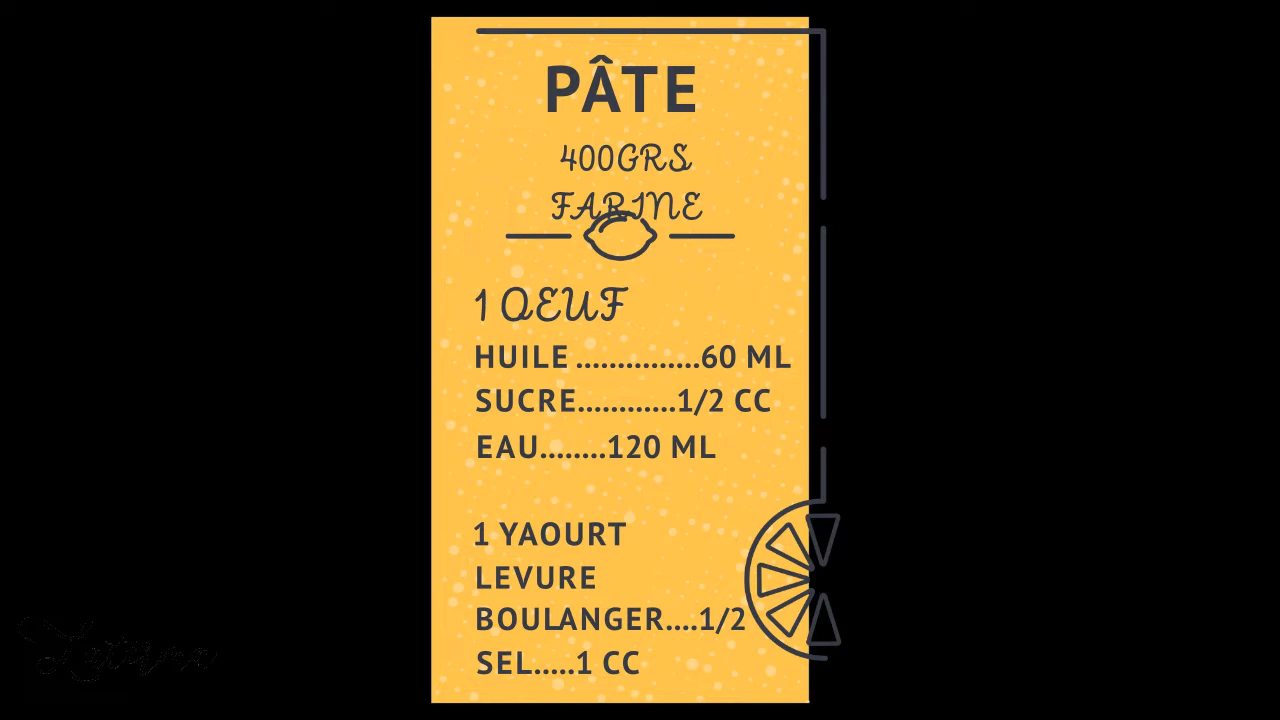 PÂTE
400GRS
FARINE
1 OEUF
HUILE ...............60 ML
SUCRE............1/2 CC
EAU........120 ML
1 YAOURT
LEVURE
BOULANGER....1/2
SEL.....1 CC